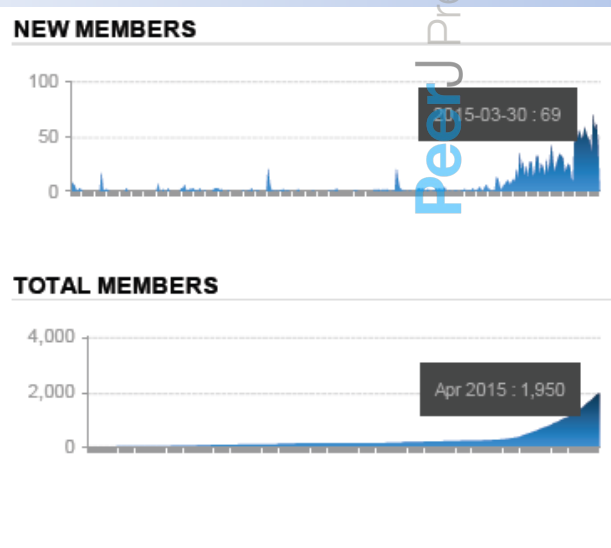 NEW MEMBERS
100
50
0
2015-03-30 : 69
PeerJ Pre
TOTAL MEMBERS
4,000
2,000
0
Apr 2015 : 1,950